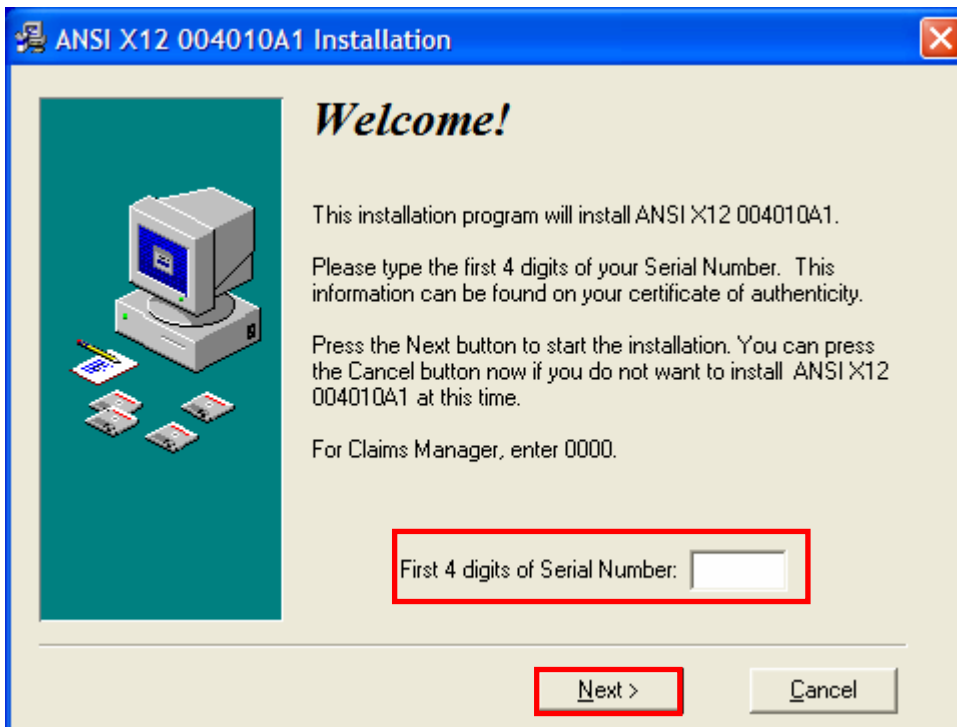 ANSI X12 004010A1 Installation
Welcome!
This installation program will install ANSI X12 004010A1.
Please type the first 4 digits of your Serial Number. This
information can be found on your certificate of authenticity.
Press the Next button to start the installation. You can press
the Cancel button now if you do not want to install ANSI X12
004010A1 at this time.
For Claims Manager, enter 0000.
First 4 digits of Serial Number:
Next >
Cancel